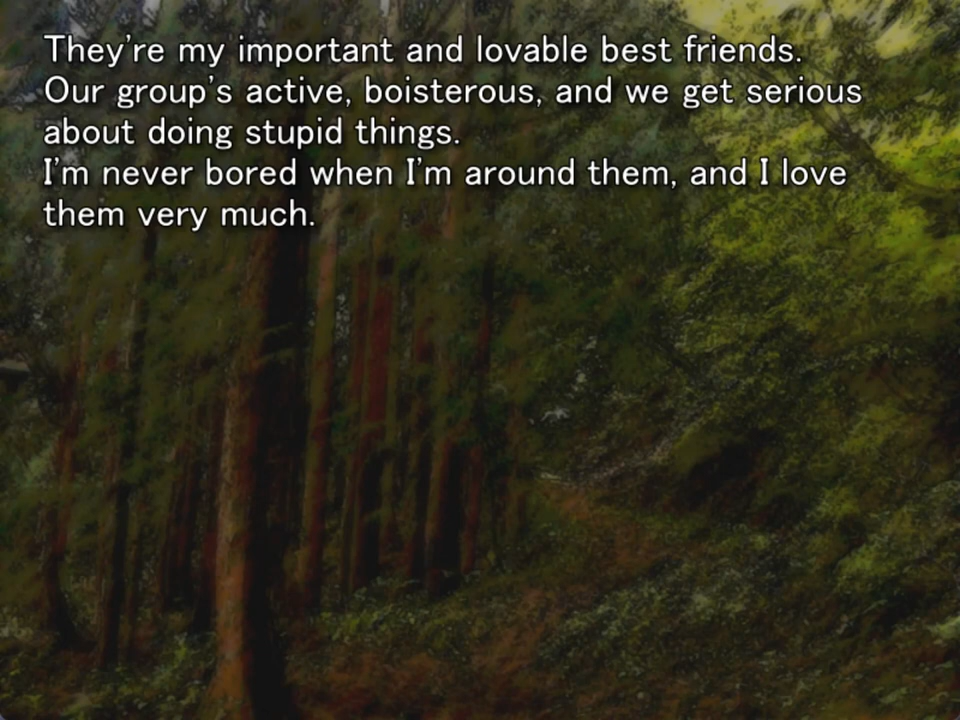 They're my important and lovable best friends.
Our group's active, boisterous, and we get serious
about doing stupid things.
I'm never bored when I'm around them, and I love
them very much.